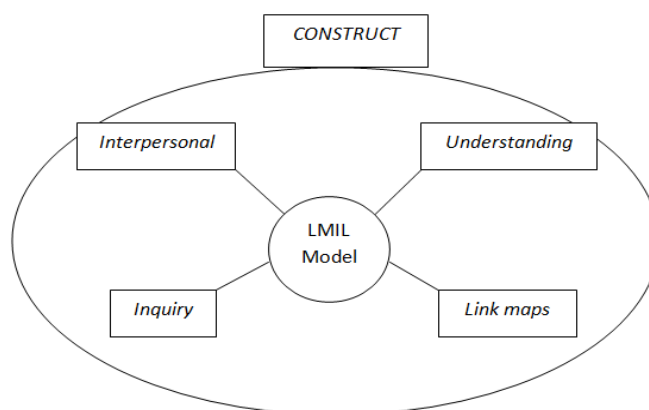 CONSTRUCT
Interpersonal
Understanding
LMIL
Model
Inquiry
Link maps